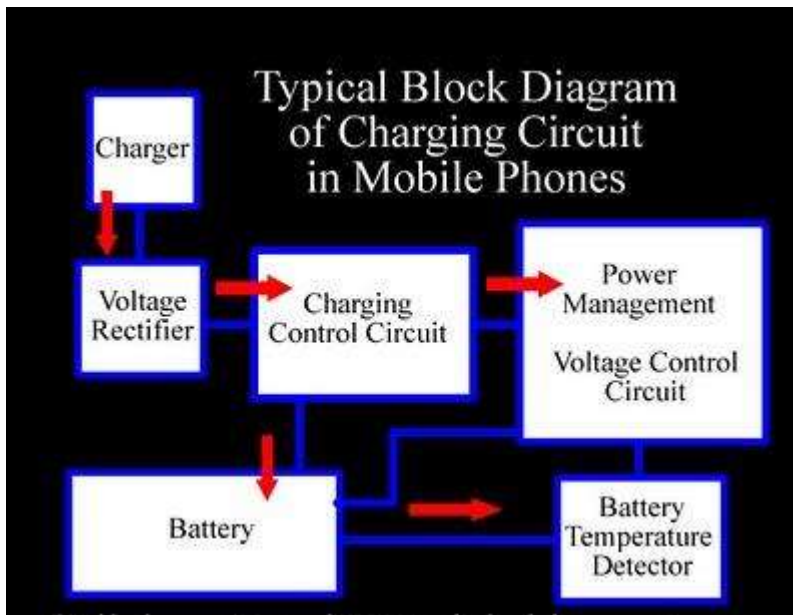 Typical Block Diagram
of Charging Circuit
in Mobile Phones
Charger
Voltage
Rectifier
Charging
Control Circuit
Power
Management
Voltage Control
Circuit
Battery
Battery
Temperature
Detector